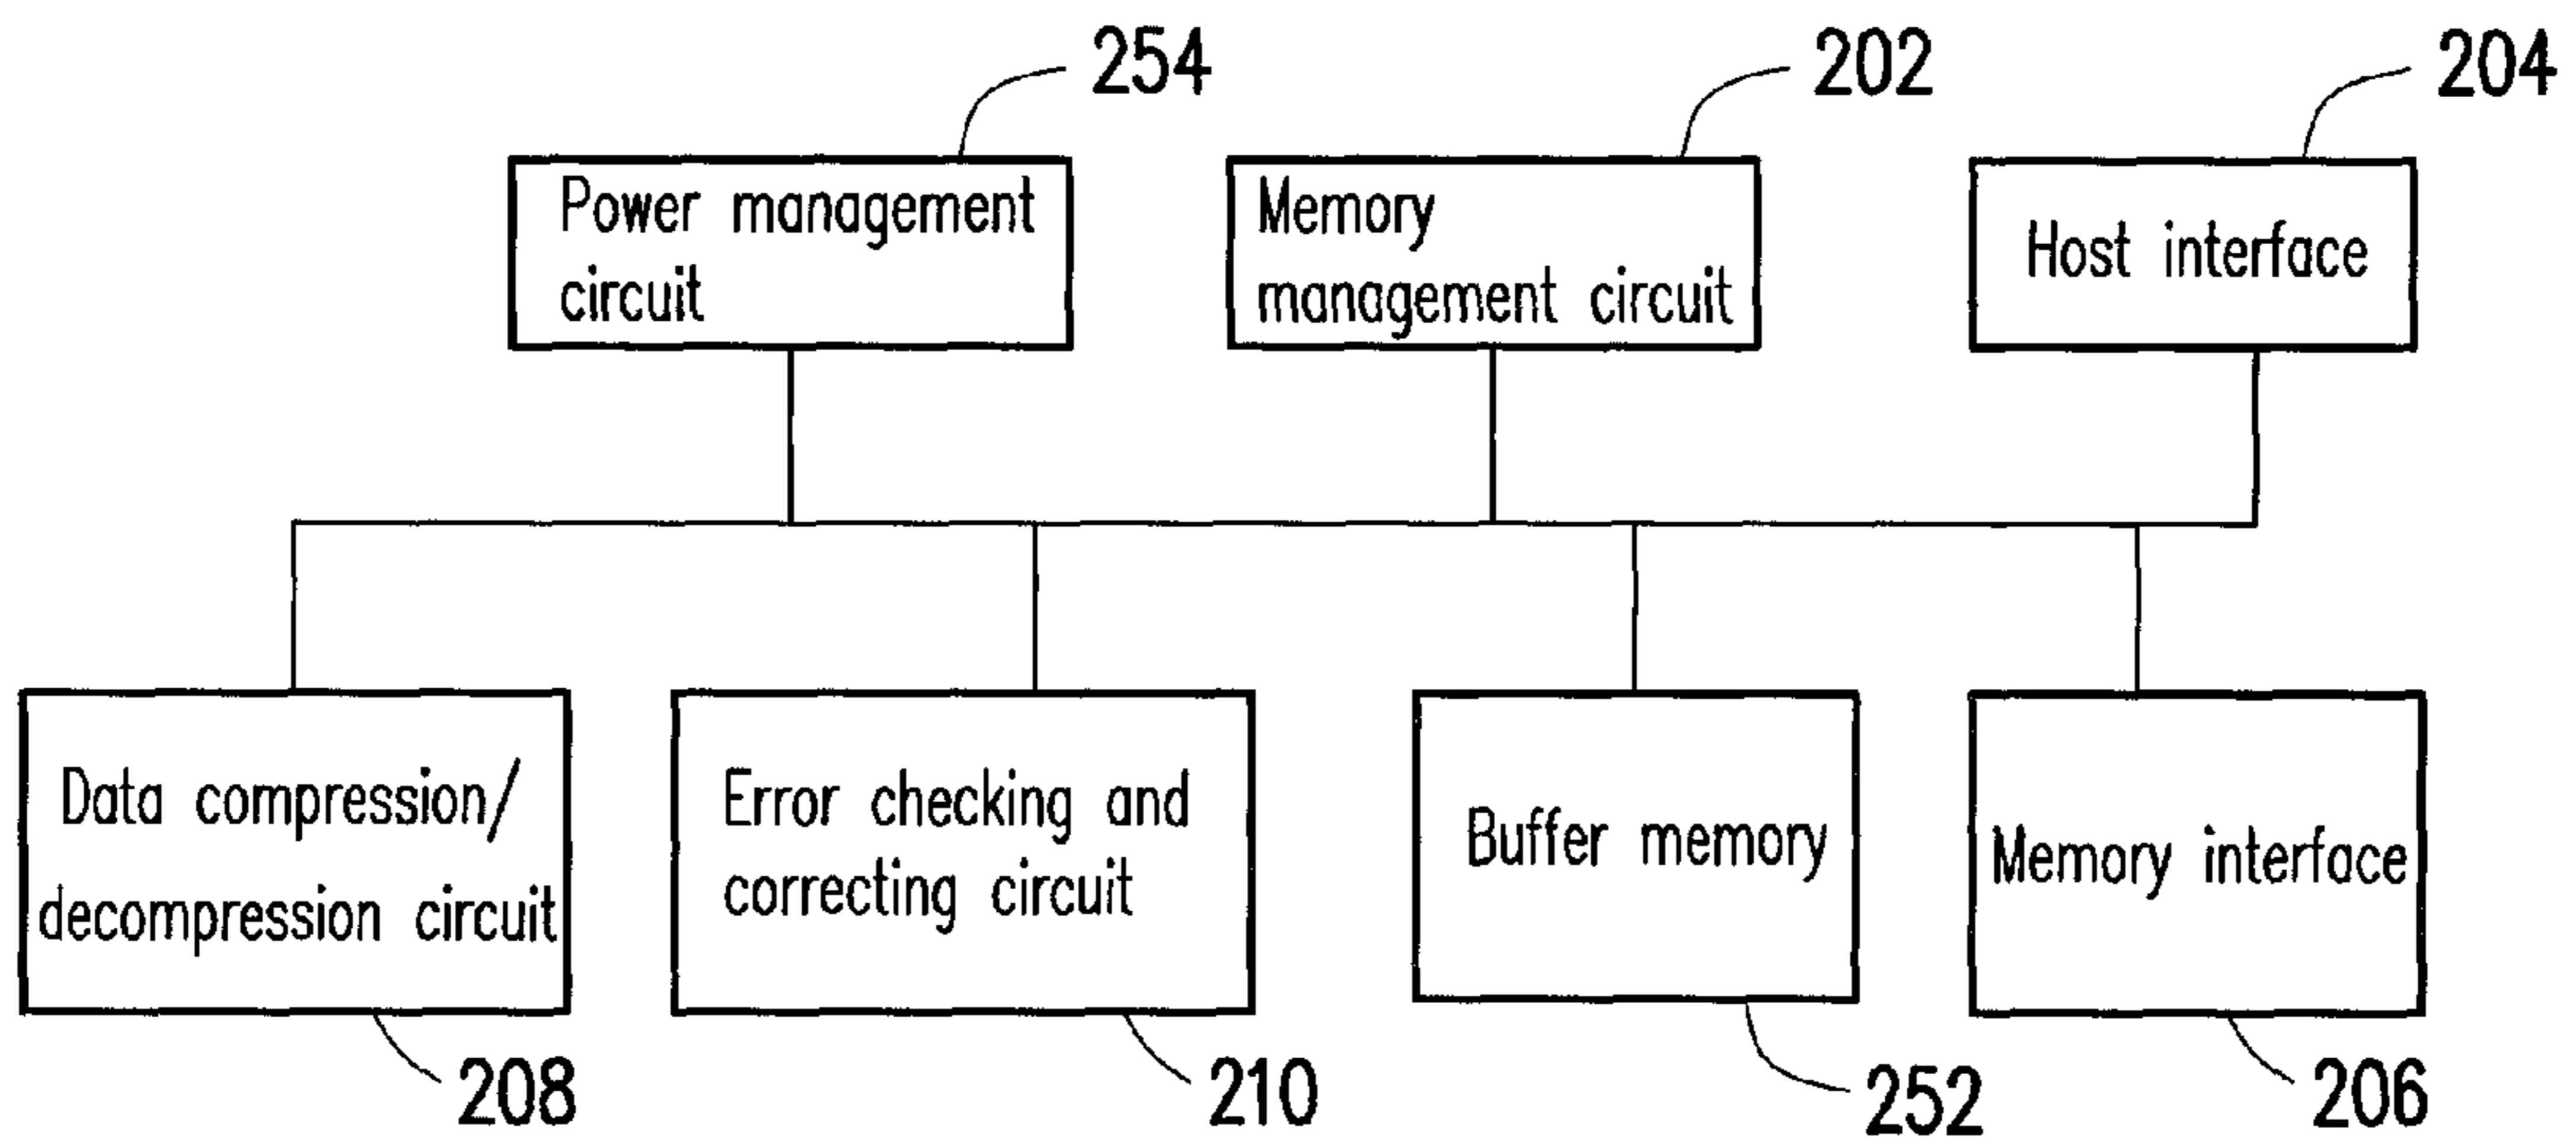 254
202
204
Power management
circuit
Memory
management circuit
Host interface
Data compression/
decompression circuit
Error checking and
correcting circuit
Buffer memory
Memory interface
208
210
252
206